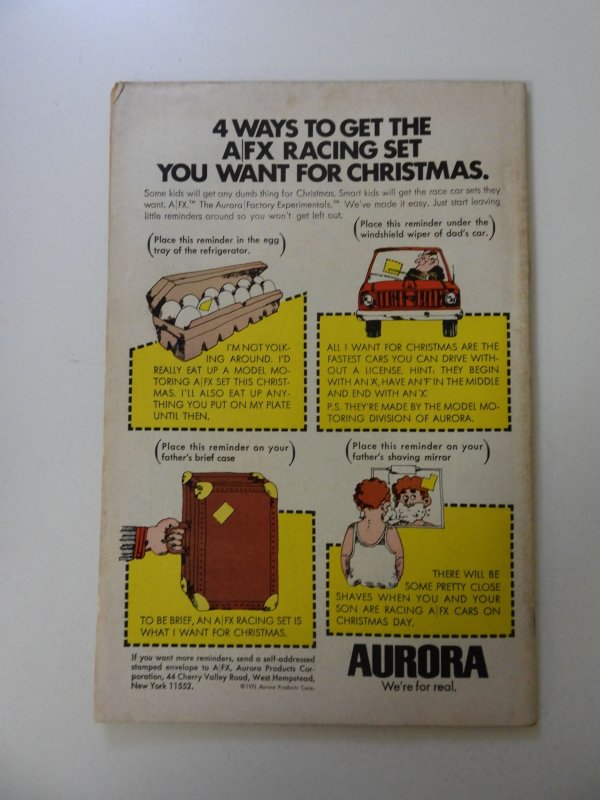 4 WAYS TO GET THE
A|FX RACING SET
YOU WANT FOR CHRISTMAS.
Some kids will get any dumb thing for Christmas. Smart kids will get the race car sets they
want, A|FX.™ The Aurora|Factory Experimentals.™ We've made it easy. Just start leaving
little reminders around so you won't get left out.
(Place this reminder in the egg
tray of the refrigerator.)
I'M NOT YOLK-
ING AROUND. I'D
REALLY EAT UP A MODEL MO-
TORING A|FX SET THIS CHRIST-
MAS. I'LL ALSO EAT UP ANY-
THING YOU PUT ON MY PLATE
UNTIL THEN.
(Place this reminder under the
windshield wiper of dad's car.)
ALL I WANT FOR CHRISTMAS ARE THE
FASTEST CARS YOU CAN DRIVE WITH-
OUT A LICENSE. HINT: THEY BEGIN
WITH AN 'A', HAVE AN 'F' IN THE MIDDLE
AND END WITH AN 'X'.
P.S. THEY'RE MADE BY THE MODEL MO-
TORING DIVISION OF AURORA.
(Place this reminder on your
father's brief case)
TO BE BRIEF, AN A|FX RACING SET IS
WHAT I WANT FOR CHRISTMAS.
(Place this reminder on your
father's shaving mirror)
THERE WILL BE
SOME PRETTY CLOSE
SHAVES WHEN YOU AND YOUR
SON ARE RACING A|FX CARS ON
CHRISTMAS DAY.
If you want more reminders, send a self-addressed
stamped envelope to A|FX, Aurora Products Cor-
poration, 44 Cherry Valley Road, West Hempstead,
New York 11552.
©1971 Aurora Products Corp.
AURORA
We're for real.